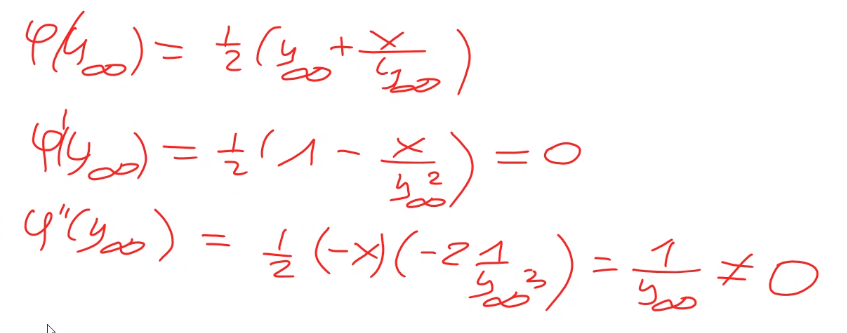 φ(y∞) = 1/2 (y∞ + x/y∞)
φ'(y∞) = 1/2 (1 - x/y∞²) = 0
φ''(y∞) = 1/2 (-x)(-2 1/y∞³) = 1/y∞ ≠ 0